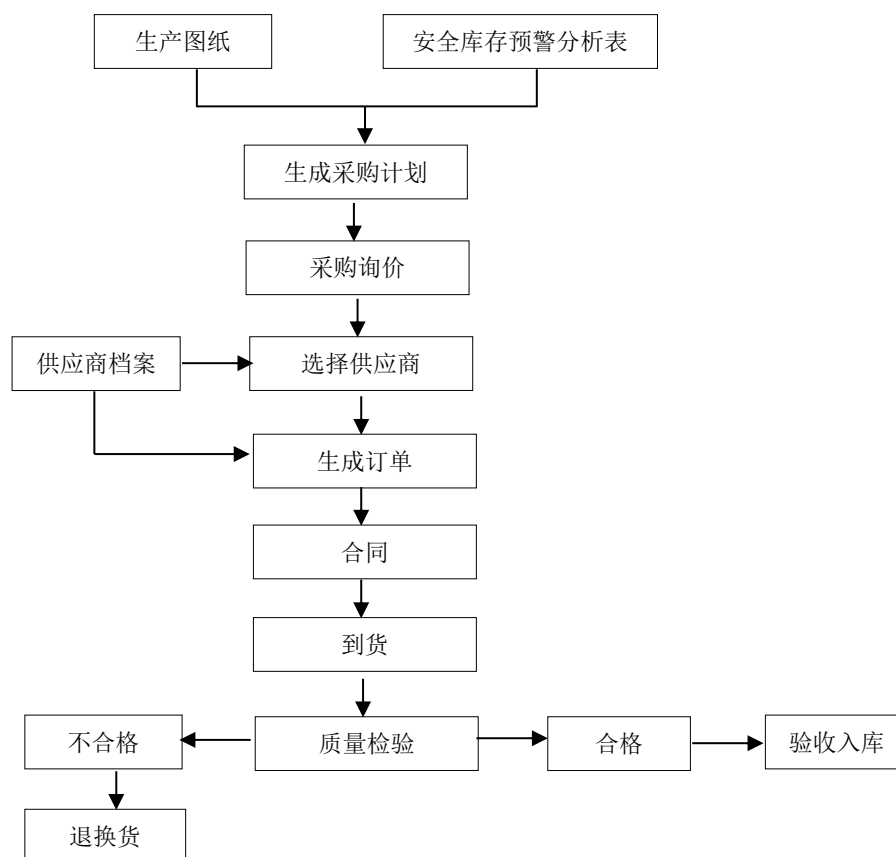 生产图纸
安全库存预警分析表
生成采购计划
采购询价
供应商档案
选择供应商
生成订单
合同
到货
不合格
质量检验
合格
验收入库
退换货